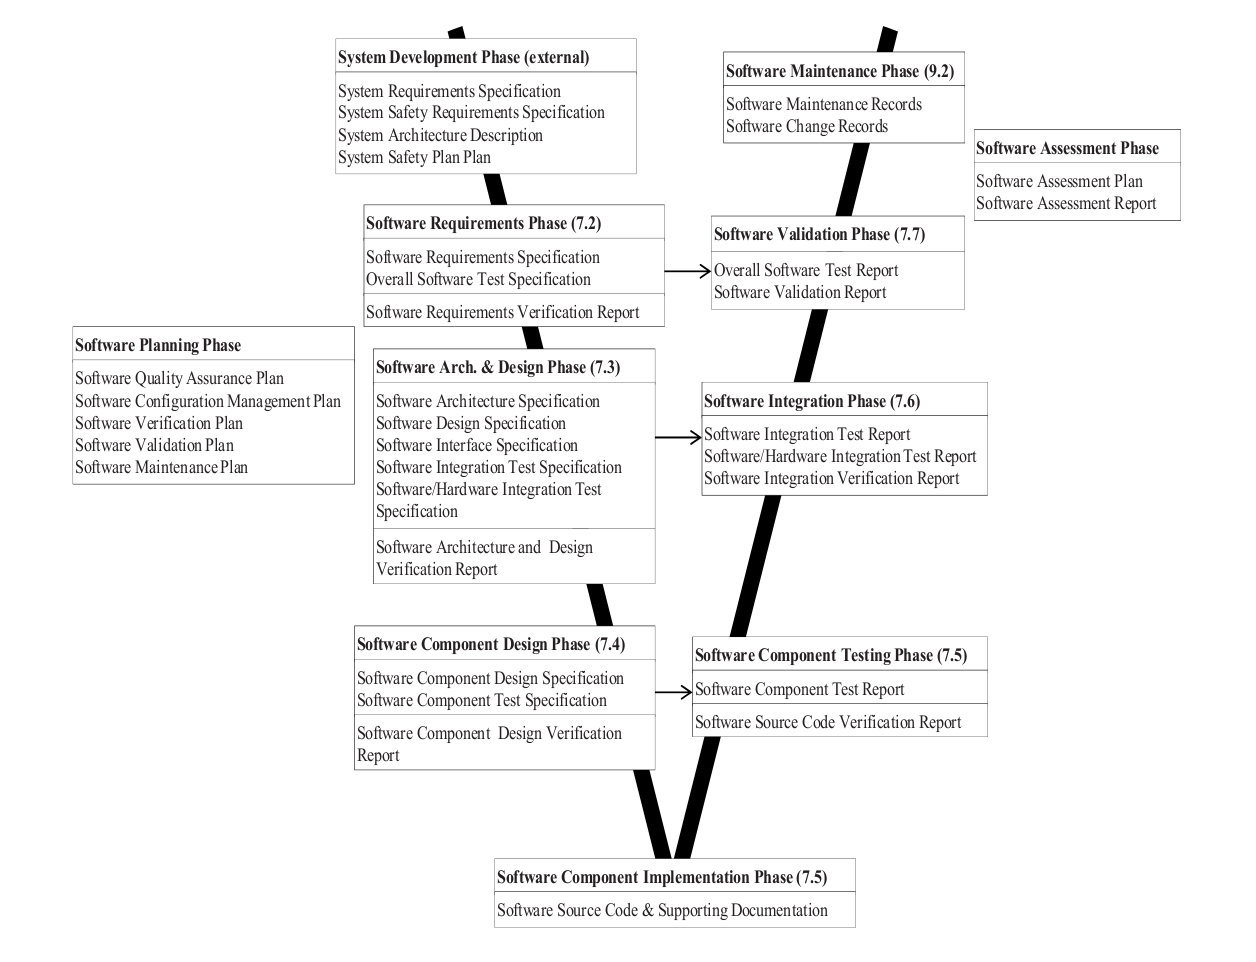 System Development Phase (external)
System Requirements Specification
System Safety Requirements Specification
System Architecture Description
System Safety Plan Plan
Software Maintenance Phase (9.2)
Software Maintenance Records
Software Change Records
Software Assessment Phase
Software Assessment Plan
Software Assessment Report
Software Requirements Phase (7.2)
Software Requirements Specification
Overall Software Test Specification
Software Requirements Verification Report
Software Validation Phase (7.7)
Overall Software Test Report
Software Validation Report
Software Planning Phase
Software Quality Assurance Plan
Software Configuration Management Plan
Software Verification Plan
Software Validation Plan
Software Maintenance Plan
Software Arch. & Design Phase (7.3)
Software Architecture Specification
Software Design Specification
Software Interface Specification
Software Integration Test Specification
Software/Hardware Integration Test
Specification
Software Architecture and Design
Verification Report
Software Integration Phase (7.6)
Software Integration Test Report
Software/Hardware Integration Test Report
Software Integration Verification Report
Software Component Design Phase (7.4)
Software Component Design Specification
Software Component Test Specification
Software Component Design Verification
Report
Software Component Testing Phase (7.5)
Software Component Test Report
Software Source Code Verification Report
Software Component Implementation Phase (7.5)
Software Source Code & Supporting Documentation